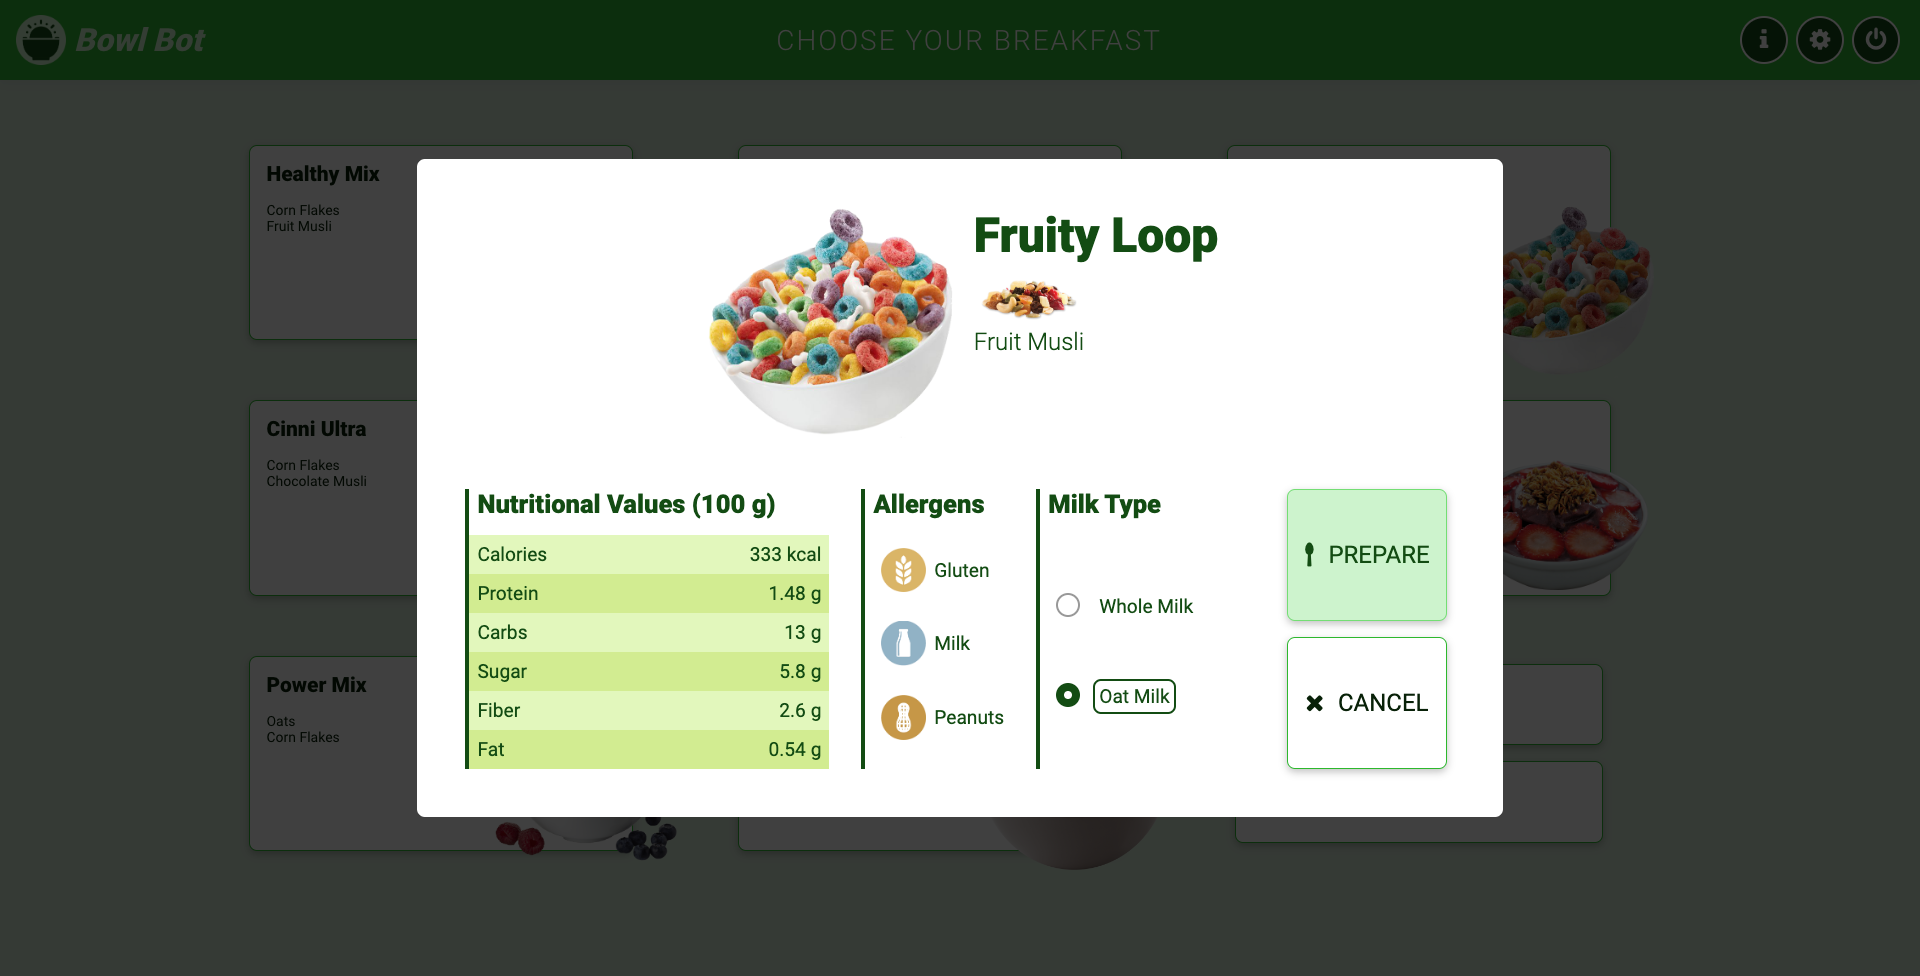 Bowl Bot
CHOOSE YOUR BREAKFAST
Healthy Mix
Corn Flakes
Fruit Musli
Cinni Ultra
Corn Flakes
Chocolate Musli
Power Mix
Oats
Corn Flakes
Fruity Loop
Fruit Musli
Nutritional Values (100 g)
Calories 333 kcal
Protein 1.48 g
Carbs 13 g
Sugar 5.8 g
Fiber 2.6 g
Fat 0.54 g
Allergens
Gluten
Milk
Peanuts
Milk Type
Whole Milk
Oat Milk
PREPARE
CANCEL